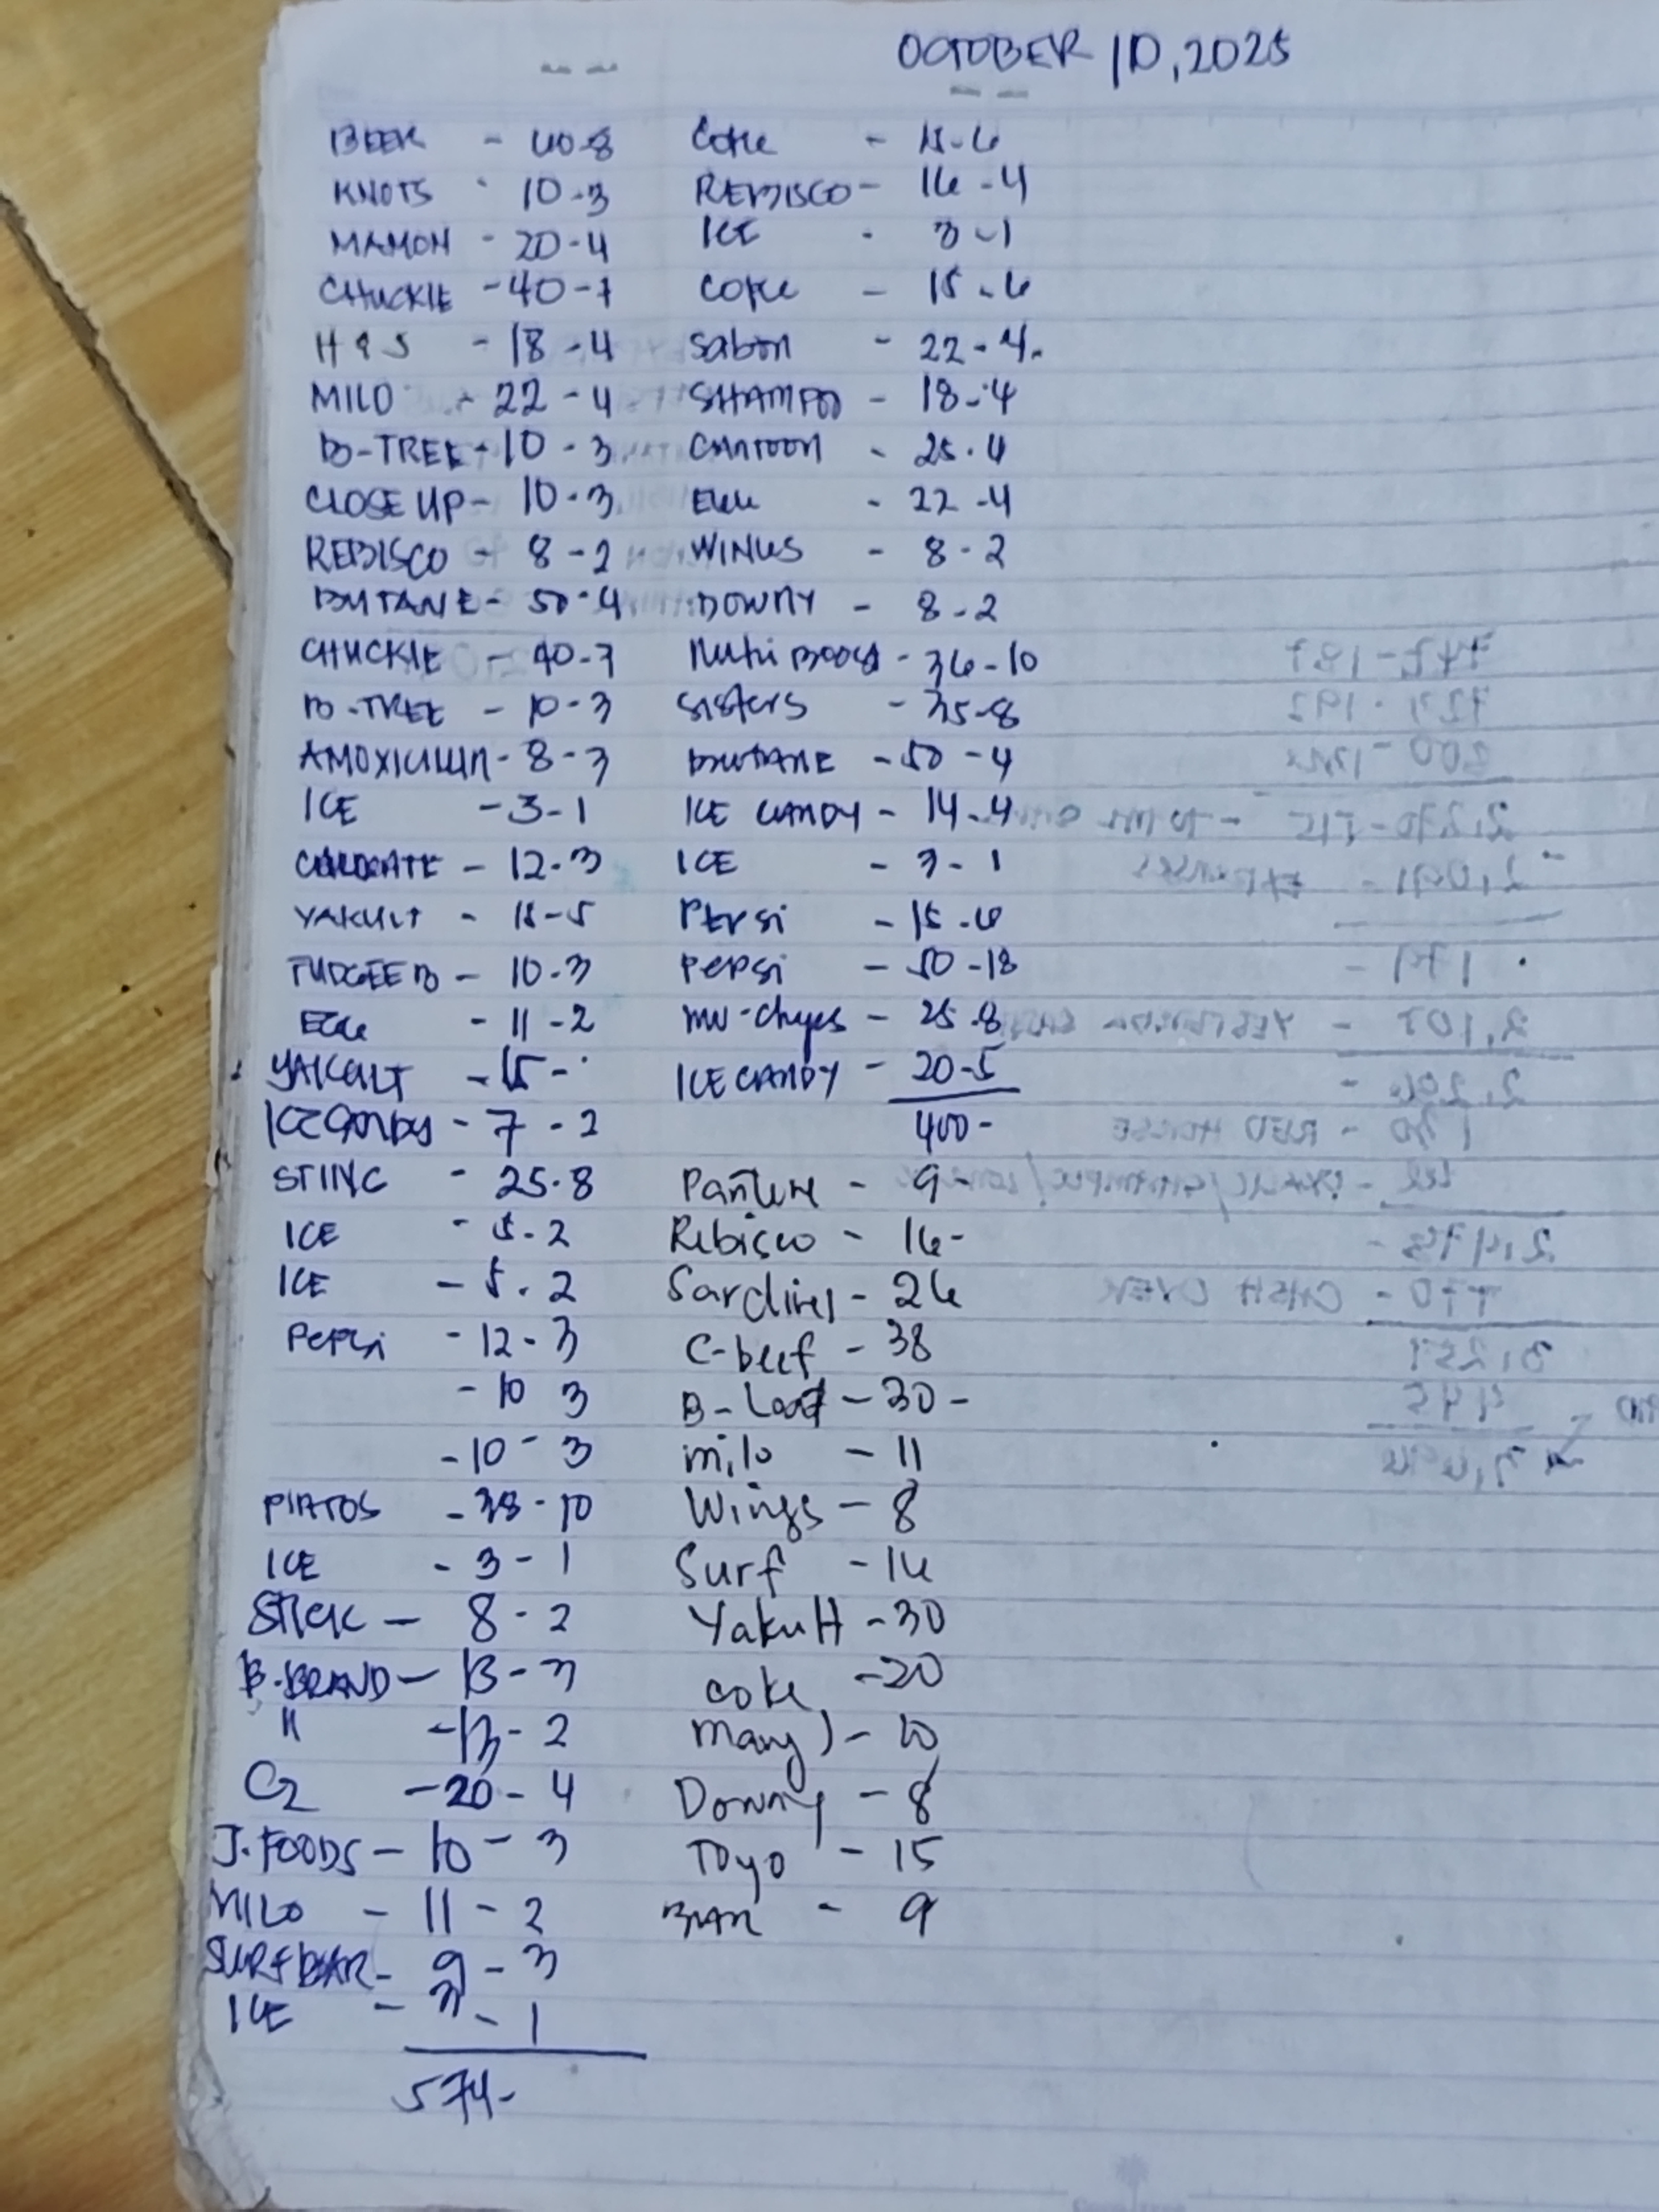 OCTOBER 10, 2025
BEER - 40-8
KNOTS - 10-3
MAMON - 20-4
CHUCKIE - 40-7
H&S - 18-4
MILO - 22-4
B-TREE - 10-3
CLOSE UP - 10-3
REBISCO - 8-2
BUTANE - 50-4
CHUCKIE - 40-7
B-TREE - 10-3
AMOXICILLIN - 8-3
ICE - 3-1
COLGATE - 12-3
YAKULT - 15-5
FUDGEE B - 10-3
EGG - 11-2
YAKULT - 15 -
ICE CANDY - 7 - 2
STING - 25-8
ICE - 5-2
ICE - 5-2
PEPSI - 12-3
- 10 3
- 10 - 3
PIATOS - 38-10
ICE - 3-1
STICK - 8-2
B-BRAND - 13-3
" - 13-2
C2 - 20-4
J.FOODS - 10-3
MILO - 11-2
SURF BAR - 9-3
ICE - 3-1
574-
Coke - 15-6
REBISCO - 16-4
ICE - 3-1
Coke - 15-6
Sabon - 22-4
SHAMPOO - 18-4
CANTOON - 25-4
EGG - 22-4
WINGS - 8-2
DOWNY - 8-2
Nutri Boost - 36-10
Sisters - 35-8
BUTANE - 50-4
ICE CANDY - 14-4
ICE - 3-1
Pepsi - 15-6
Pepsi - 50-18
25-8
ICE CANDY - 20-5
400-
Pantene - 9-
Rebisco - 16-
Sardines - 26
C-beef - 38
B-Loaf - 30-
milo - 11
Wings - 8
Surf - 16
Yakult - 30
coke - 20
Many) - 10
Downy - 8
Toyo - 15
BAR - 9